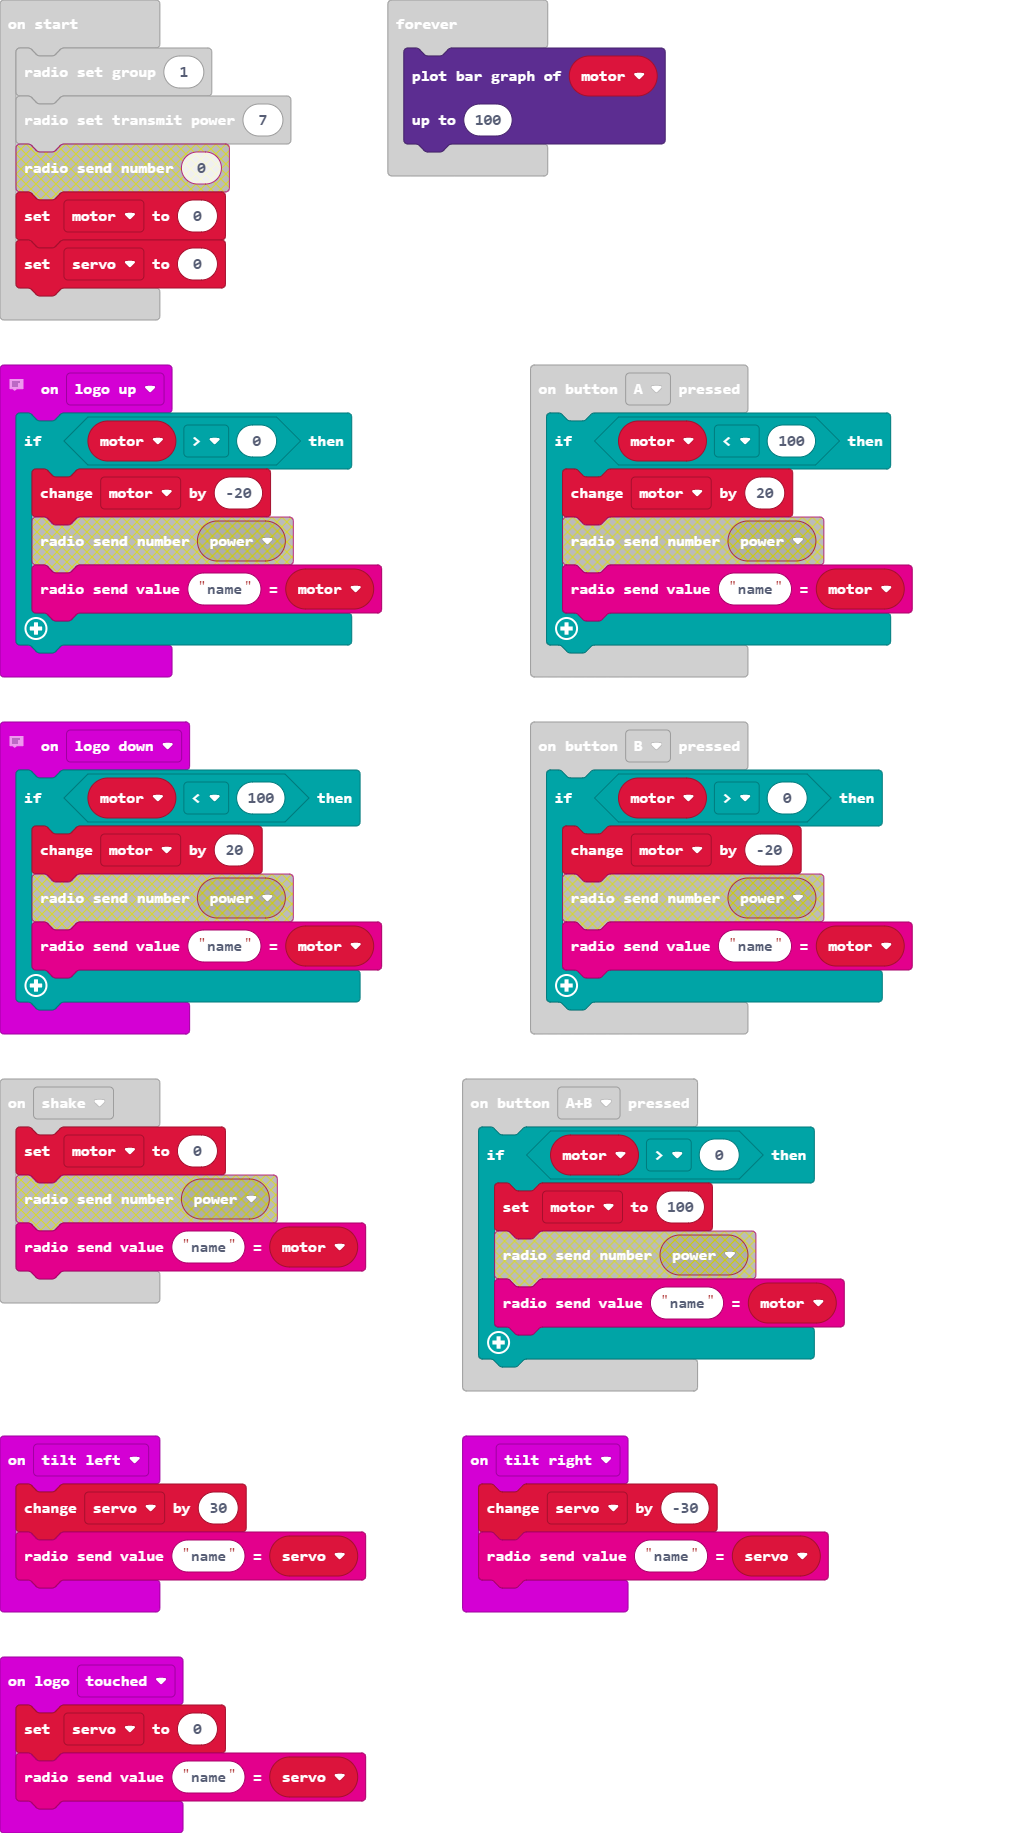 on start
radio set group 1
radio set transmit power 7
radio send number 0
set motor to 0
set servo to 0
forever
plot bar graph of motor
up to 100
on logo up
if motor > 0 then
change motor by -20
radio send number power
radio send value "name" = motor
on button A pressed
if motor < 100 then
change motor by 20
radio send number power
radio send value "name" = motor
on logo down
if motor < 100 then
change motor by 20
radio send number power
radio send value "name" = motor
on button B pressed
if motor > 0 then
change motor by -20
radio send number power
radio send value "name" = motor
on shake
set motor to 0
radio send number power
radio send value "name" = motor
on button A+B pressed
if motor > 0 then
set motor to 100
radio send number power
radio send value "name" = motor
on tilt left
change servo by 30
radio send value "name" = servo
on tilt right
change servo by -30
radio send value "name" = servo
on logo touched
set servo to 0
radio send value "name" = servo